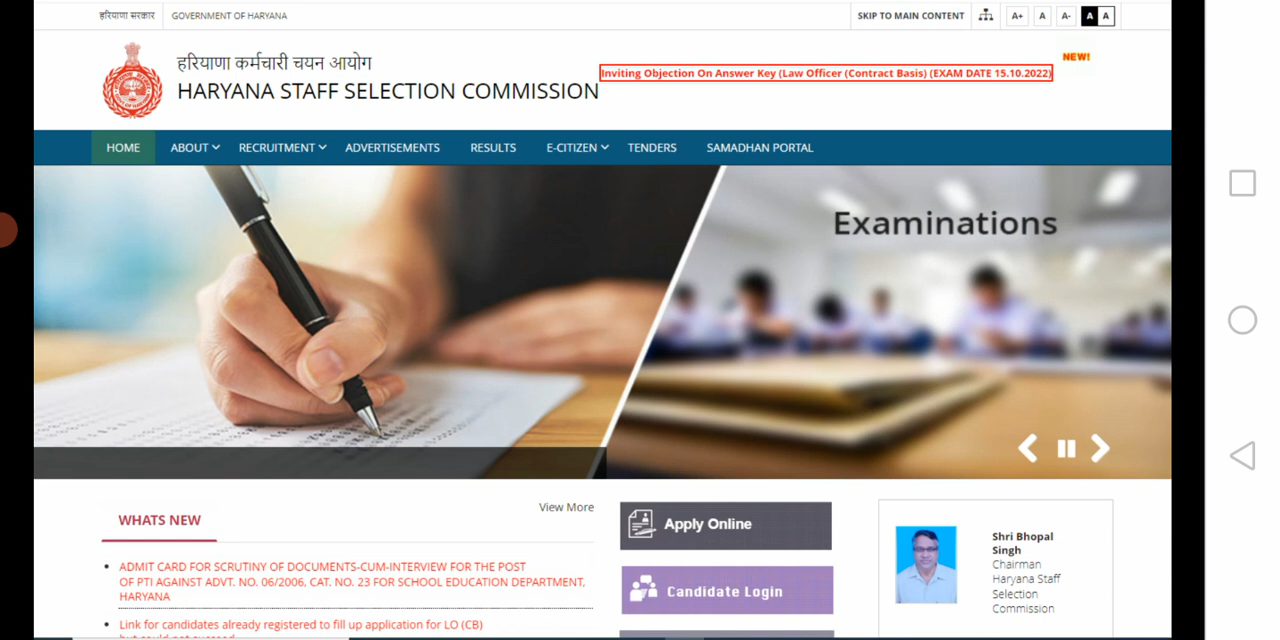 हरियाणा सरकार
GOVERNMENT OF HARYANA
SKIP TO MAIN CONTENT
A+
A
A-
A
A
हरियाणा कर्मचारी चयन आयोग
HARYANA STAFF SELECTION COMMISSION
Inviting Objection On Answer Key (Law Officer (Contract Basis) (EXAM DATE 15.10.2022)
NEW!
HOME
ABOUT
RECRUITMENT
ADVERTISEMENTS
RESULTS
E-CITIZEN
TENDERS
SAMADHAN PORTAL
Examinations
WHATS NEW
View More
ADMIT CARD FOR SCRUTINY OF DOCUMENTS-CUM-INTERVIEW FOR THE POST
OF PTI AGAINST ADVT. NO. 06/2006, CAT. NO. 23 FOR SCHOOL EDUCATION DEPARTMENT,
HARYANA
Link for candidates already registered to fill up application for LO (CB)
Apply Online
Candidate Login
Shri Bhopal
Singh
Chairman
Haryana Staff
Selection
Commission